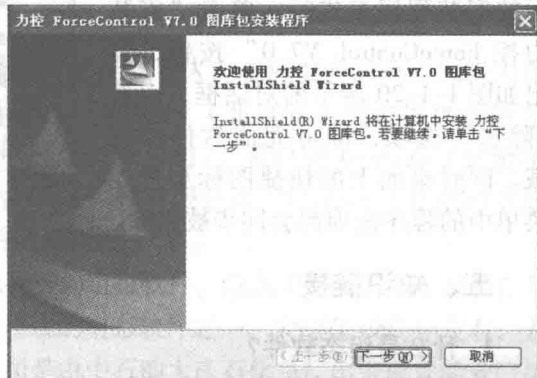 力控 ForceControl V7.0 图库包安装程序
欢迎使用 力控 ForceControl V7.0 图库包
InstallShield Wizard
InstallShield(R) Wizard 将在计算机中安装 力控
ForceControl V7.0 图库包。若要继续，请单击“下
一步”。
<上一步(B) 下一步(N) > 取消